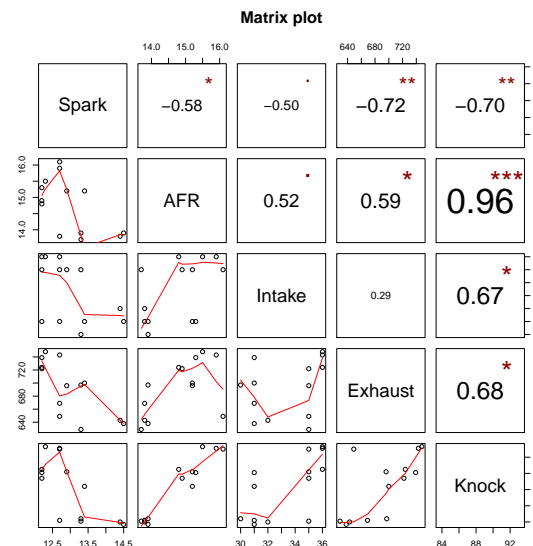 Matrix plot
14.0 15.0 16.0 640 680 720
* . ** **
Spark −0.58 −0.50 −0.72 −0.70
14.0 15.0 16.0
. * ***
AFR 0.52 0.59 0.96
*
Intake 0.29 0.67
640 680 720
*
Exhaust 0.68
Knock
12.5 13.5 14.5 30 32 34 36 84 88 92